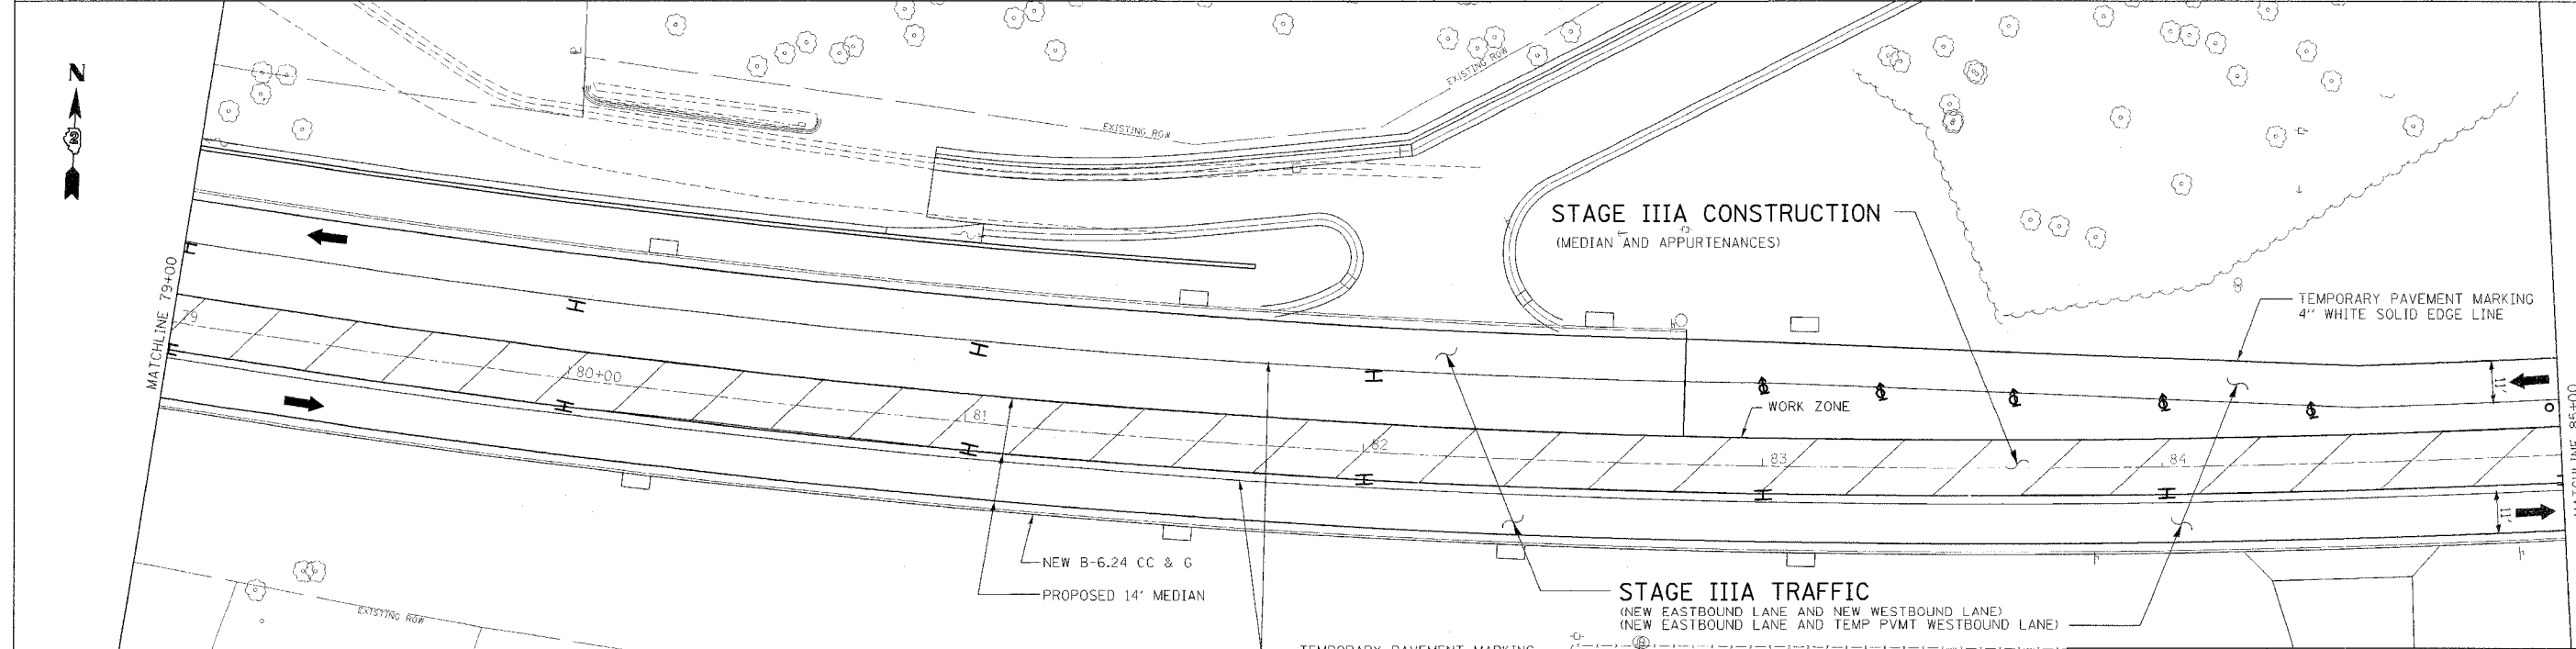 N
EXISTING ROW
EXISTING ROW
STAGE IIIA CONSTRUCTION
(MEDIAN AND APPURTENANCES)
TEMPORARY PAVEMENT MARKING
4" WHITE SOLID EDGE LINE
MATCHLINE 79+00
79
80+00
81
82
83
84
WORK ZONE
11'
11'
MATCHLINE 85+00
NEW B-6.24 CC & G
PROPOSED 14' MEDIAN
STAGE IIIA TRAFFIC
(NEW EASTBOUND LANE AND NEW WESTBOUND LANE)
(NEW EASTBOUND LANE AND TEMP PVMT WESTBOUND LANE)
EXISTING ROW
TEMPORARY PAVEMENT MARKING